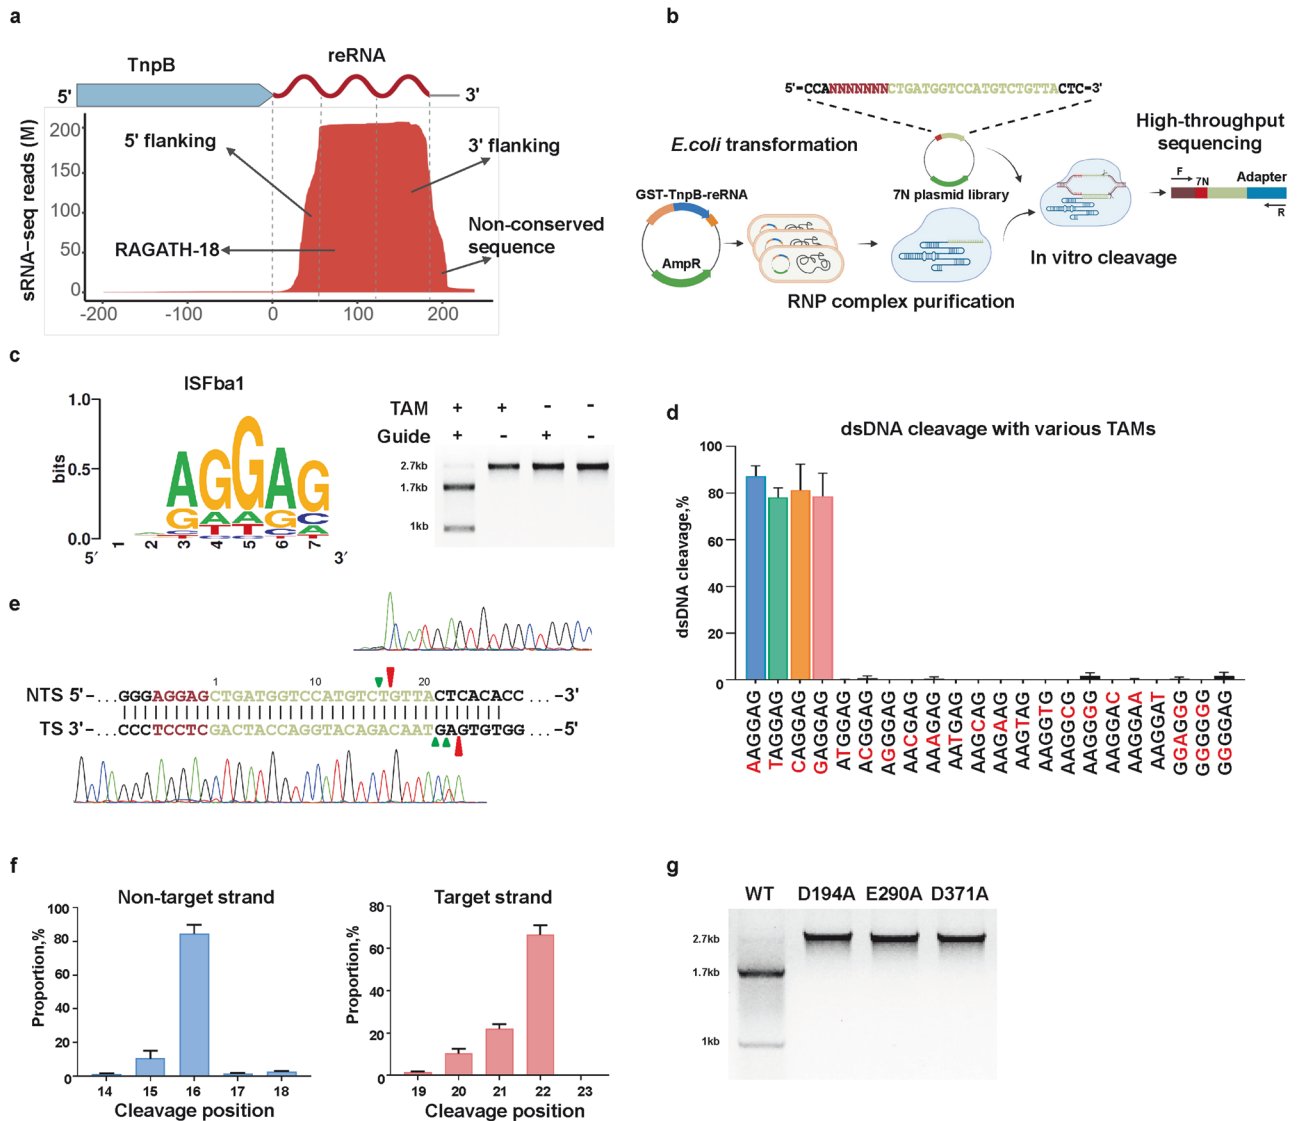 a
TnpB
reRNA
5'
3'
sRNA–seq reads (M)
200
150
100
50
0
5' flanking
3' flanking
RAGATH-18
Non-conserved
sequence
-200
-100
0
100
200
b
5'-CCANNNNNNNCTGATGGTCCATGTCTGTTACTC-3'
E.coli transformation
High-throughput
sequencing
GST-TnpB-reRNA
7N plasmid library
F
7N
Adapter
R
AmpR
In vitro cleavage
RNP complex purification
c
ISFba1
1.0
0.5
0.0
bits
AGGAG
5′
1
2
3
4
5
6
7
3′
TAM + + - -
Guide + - + -
2.7kb
1.7kb
1kb
d
dsDNA cleavage with various TAMs
dsDNA cleavage,%
100
80
60
40
20
0
AAGGAG
TAGGAG
CAGGAG
GAGGAG
ATGGAG
ACGGAG
AGGGAG
AACGAG
AAAGAG
AATGAG
AAGCAG
AAGAAG
AAGTAG
AAGGTG
AAGGCG
AAGGGG
AAGGAC
AAGGAA
AAGGAT
GGAGGG
GGGGGG
GGGGAG
e
1
10
20
NTS 5'-...GGGAGGAGCTGATGGTCCATGTCTGTTACTCACACC...-3'
TS 3'-...CCCTCCTCGACTACCAGGTACAGACAATGAGTGTGG...-5'
f
Non-target strand
Proportion,%
100
80
60
40
20
0
14
15
16
17
18
Cleavage position
Target strand
Proportion,%
80
60
40
20
0
19
20
21
22
23
Cleavage position
g
WT D194A E290A D371A
2.7kb
1.7kb
1kb